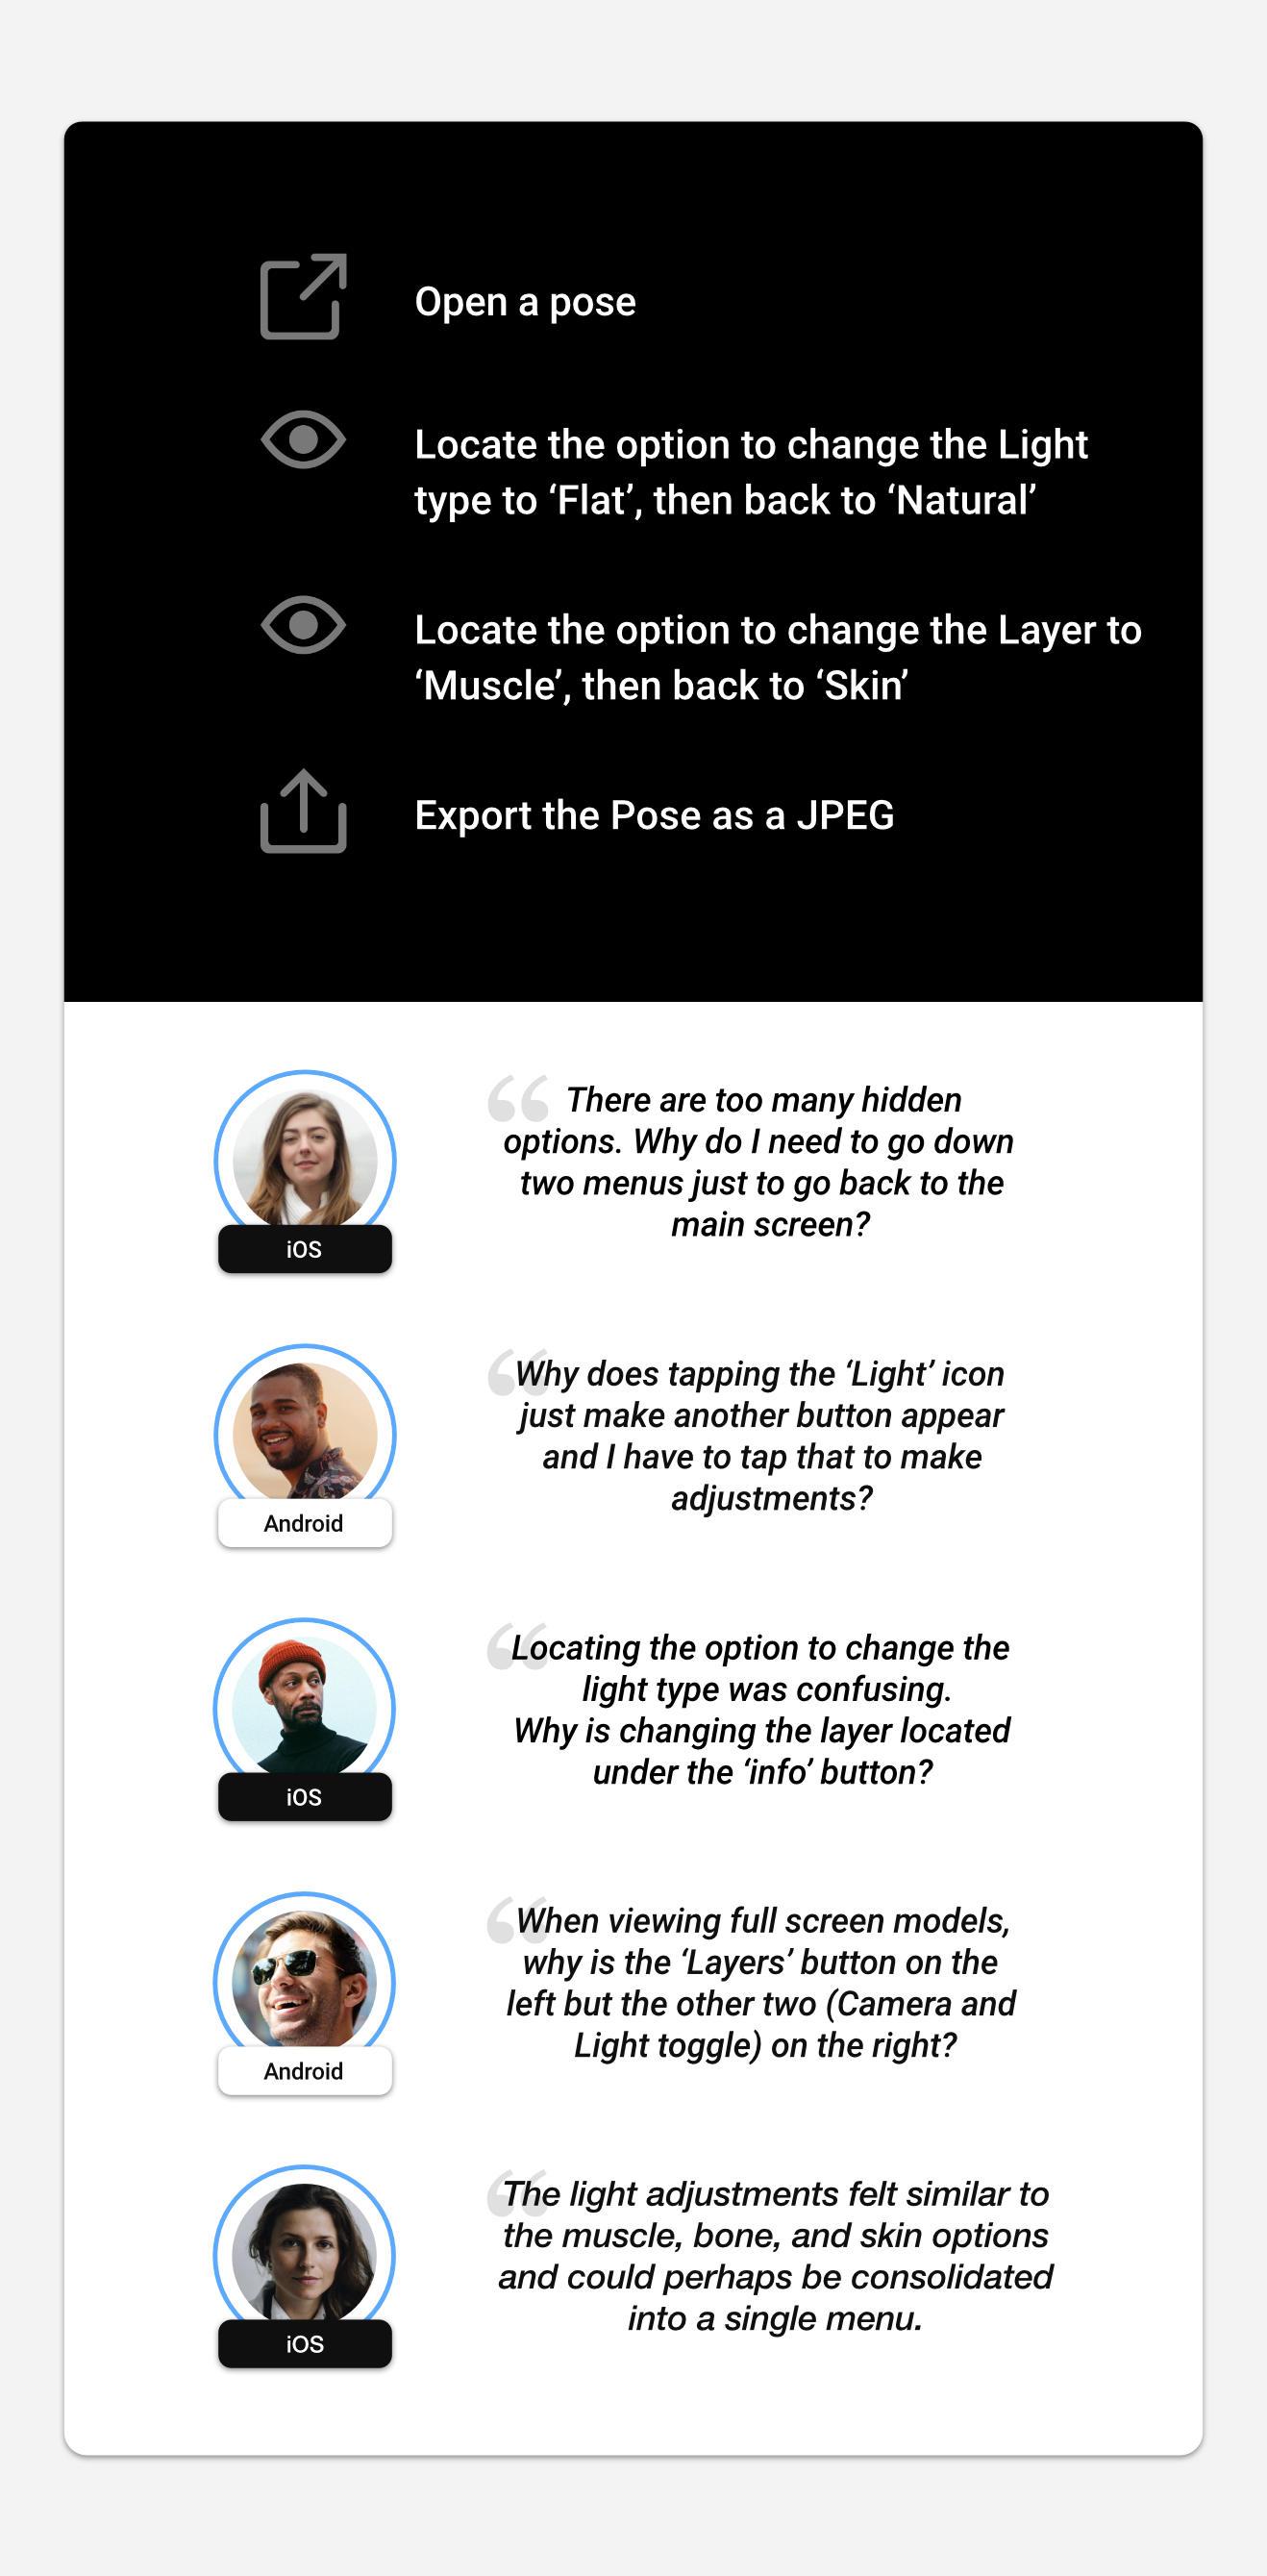 Open a pose
Locate the option to change the Light
type to ‘Flat’, then back to ‘Natural’
Locate the option to change the Layer to
‘Muscle’, then back to ‘Skin’
Export the Pose as a JPEG
“ There are too many hidden
options. Why do I need to go down
two menus just to go back to the
main screen?
iOS
“Why does tapping the ‘Light’ icon
just make another button appear
and I have to tap that to make
adjustments?
Android
“Locating the option to change the
light type was confusing.
Why is changing the layer located
under the ‘info’ button?
iOS
“When viewing full screen models,
why is the ‘Layers’ button on the
left but the other two (Camera and
Light toggle) on the right?
Android
“The light adjustments felt similar to
the muscle, bone, and skin options
and could perhaps be consolidated
into a single menu.
iOS